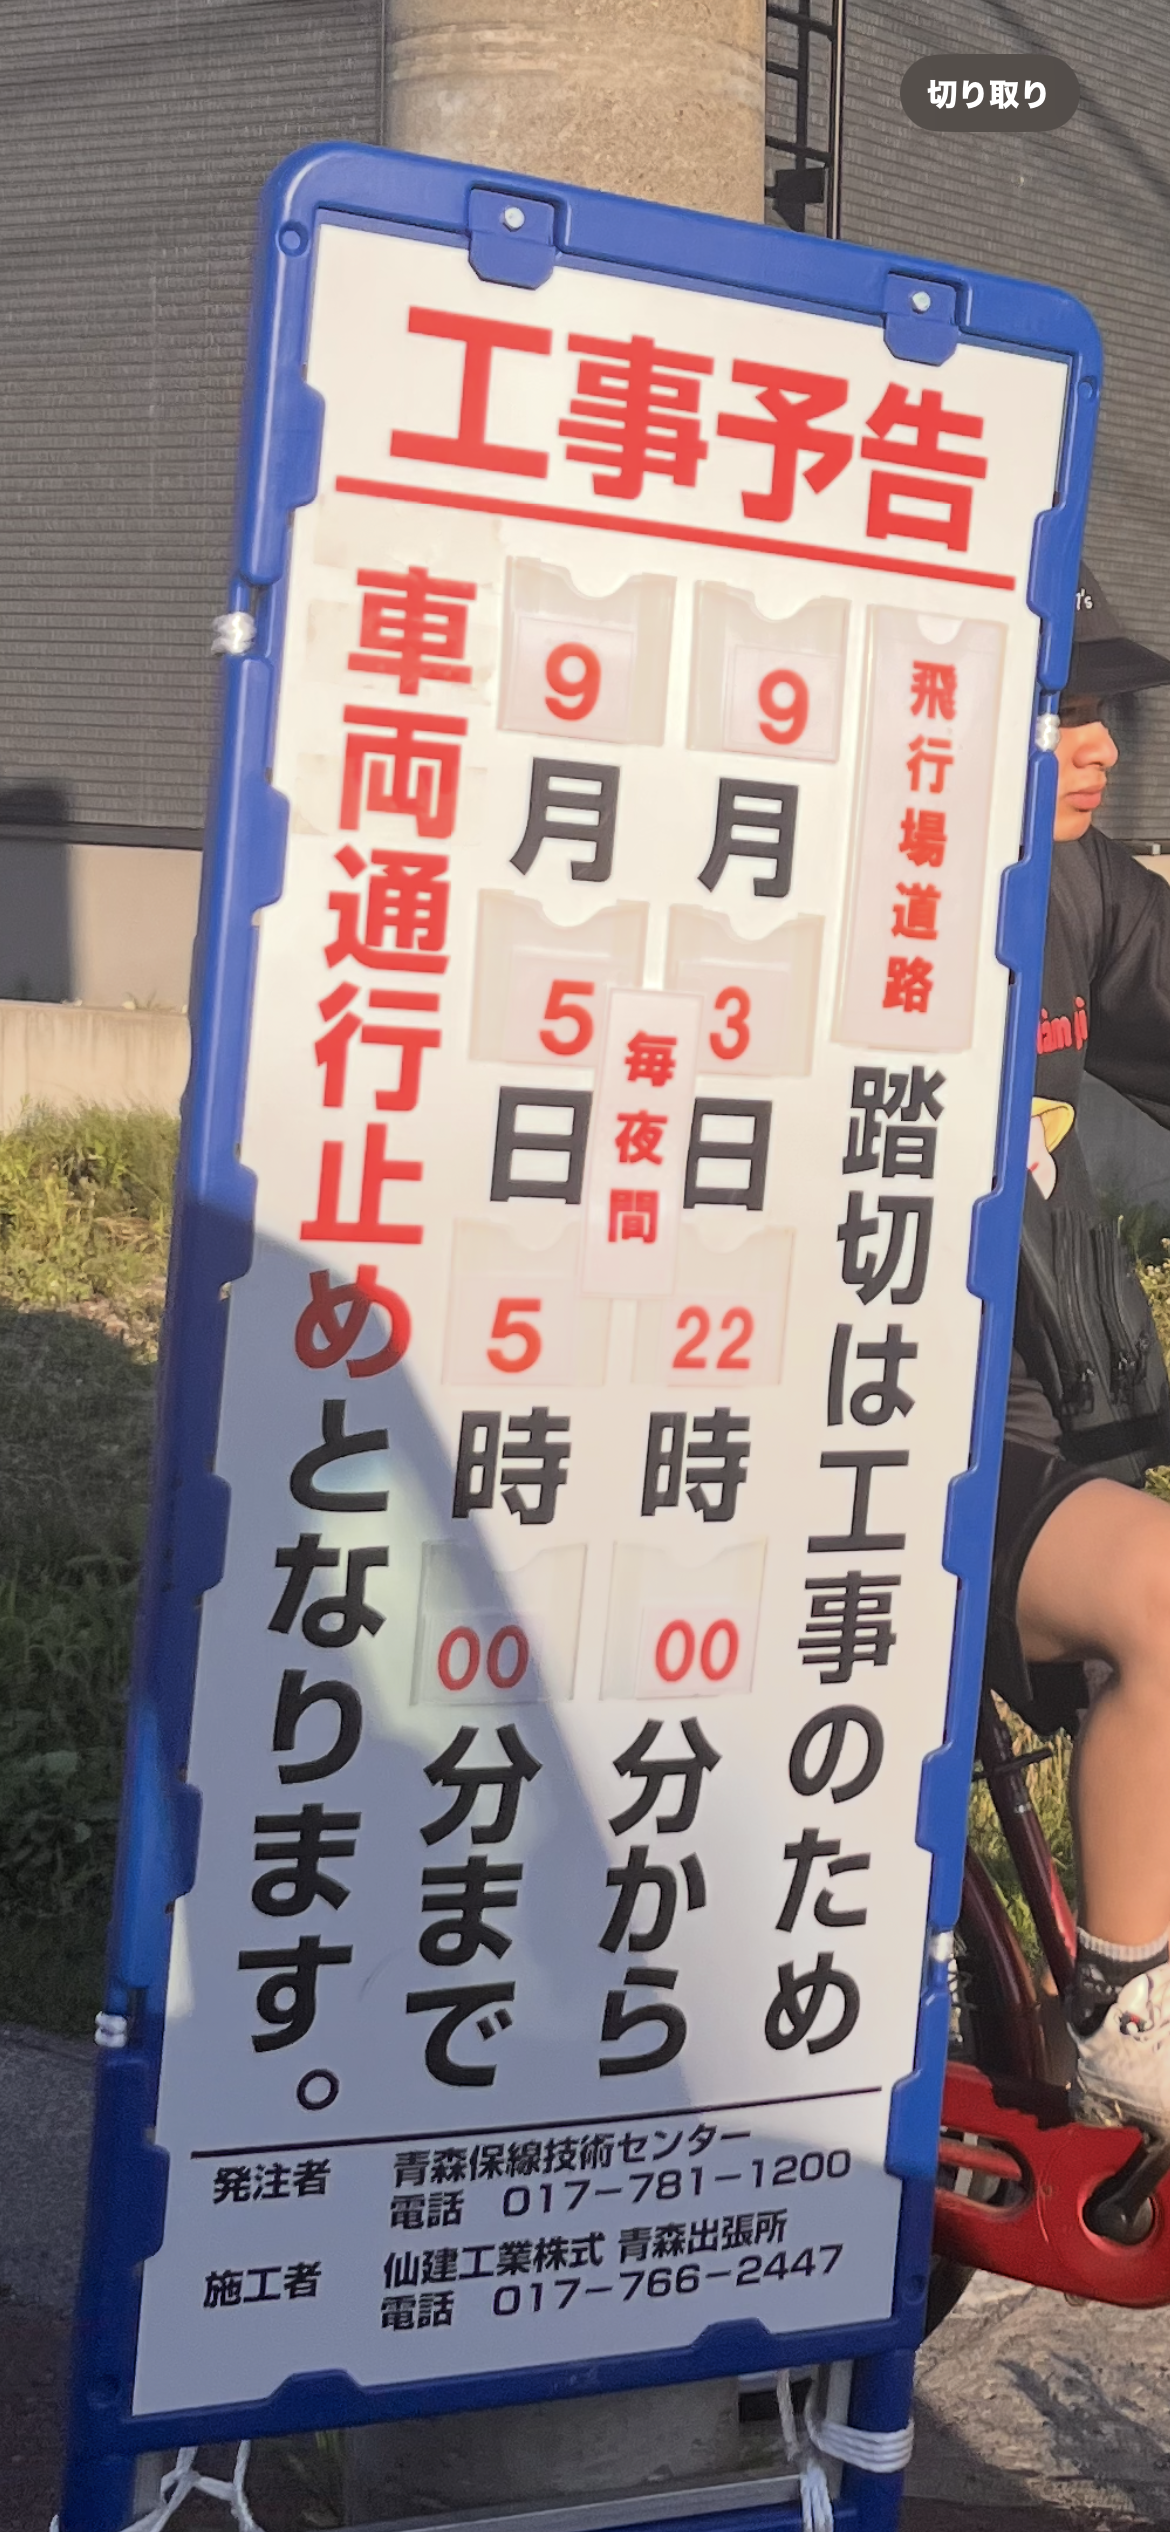 切り取り
工事予告
飛行場道路踏切は工事のため
9月3日22時00分から
毎夜間
9月5日5時00分まで
車両通行止めとなります。
発注者 青森保線技術センター
電話 017-781-1200
施工者 仙建工業株式 青森出張所
電話 017-766-2447